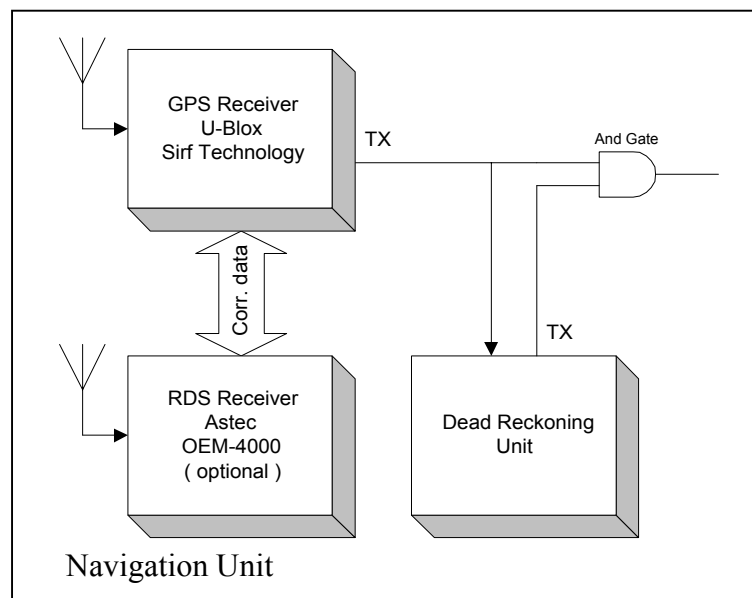 GPS Receiver
U-Blox
Sirf Technology
TX
And Gate
Corr. data
TX
RDS Receiver
Astec
OEM-4000
( optional )
Dead Reckoning
Unit
Navigation Unit